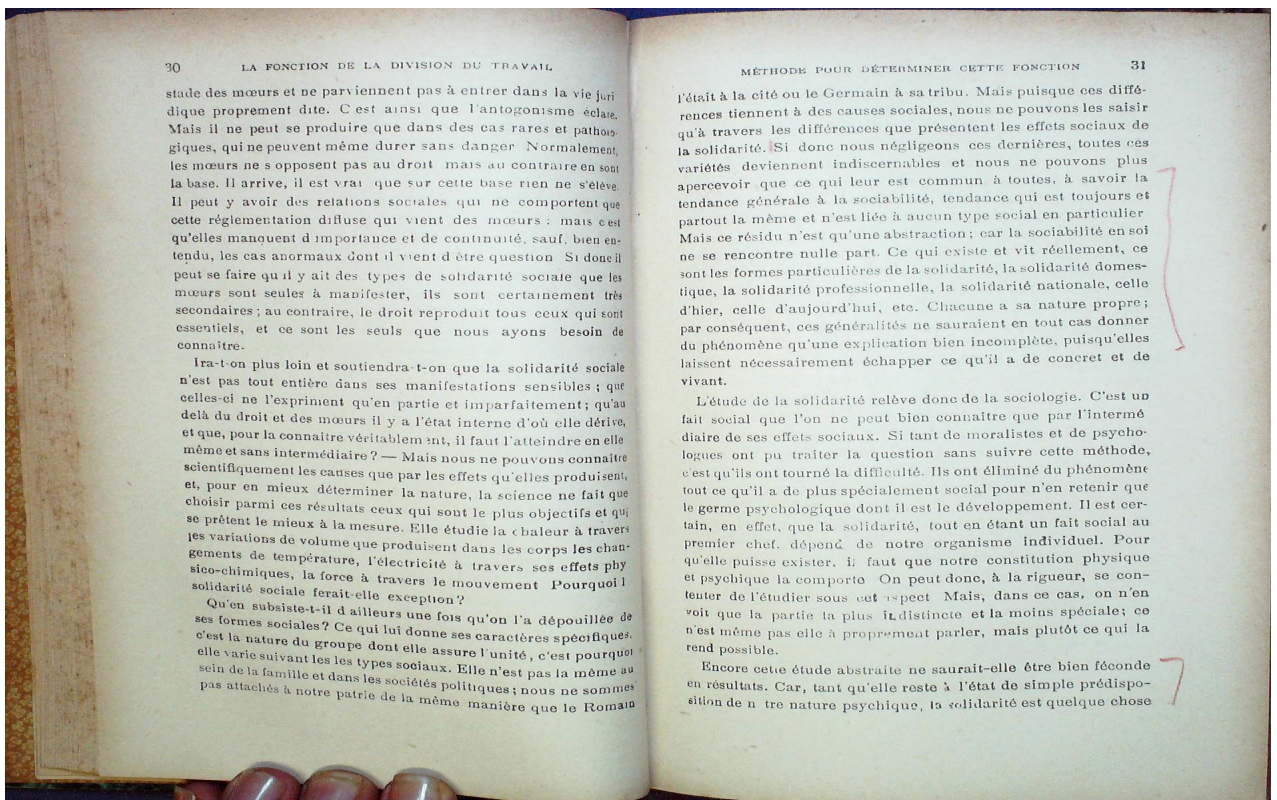 30 LA FONCTION DE LA DIVISION DU TRAVAIL
stade des mœurs et ne parviennent pas à entrer dans la vie juri
dique proprement dite. C est ainsi que l'antogonisme éclate.
Mais il ne peut se produire que dans des cas rares et patholo-
giques, qui ne peuvent même durer sans danger Normalement,
les mœurs ne s opposent pas au droit mais au contraire en sont
la base. Il arrive, il est vrai que sur cette base rien ne s'élève.
Il peut y avoir des relations sociales qui ne comportent que
cette réglementation diffuse qui vient des mœurs ; mais c est
qu'elles manquent d importance et de continuité, sauf, bien en-
tendu, les cas anormaux dont il vient d être question Si donc il
peut se faire qu il y ait des types de solidarité sociale que les
mœurs sont seules à manifester, ils sont certainement très
secondaires ; au contraire, le droit reproduit tous ceux qui sont
essentiels, et ce sont les seuls que nous ayons besoin de
connaître.
Ira-t-on plus loin et soutiendra-t-on que la solidarité sociale
n'est pas tout entière dans ses manifestations sensibles ; que
celles-ci ne l'expriment qu'en partie et imparfaitement ; qu'au
delà du droit et des mœurs il y a l'état interne d'où elle dérive,
et que, pour la connaître véritablement, il faut l'atteindre en elle
même et sans intermédiaire ? — Mais nous ne pouvons connaître
scientifiquement les causes que par les effets qu'elles produisent,
et, pour en mieux déterminer la nature, la science ne fait que
choisir parmi ces résultats ceux qui sont le plus objectifs et qui
se prêtent le mieux à la mesure. Elle étudie la chaleur à travers
les variations de volume que produisent dans les corps les chan-
gements de température, l'électricité à travers ses effets phy
sico-chimiques, la force à travers le mouvement Pourquoi l
solidarité sociale ferait-elle exception ?
Qu'en subsiste-t-il d ailleurs une fois qu'on l'a dépouillée de
ses formes sociales ? Ce qui lui donne ses caractères spécifiques,
c'est la nature du groupe dont elle assure l'unité, c'est pourquoi
elle varie suivant les les types sociaux. Elle n'est pas la même au
sein de la famille et dans les sociétés politiques ; nous ne sommes
pas attachés à notre patrie de la même manière que le Romain
MÉTHODE POUR DÉTERMINER CETTE FONCTION 31
l'était à la cité ou le Germain à sa tribu. Mais puisque ces diffé-
rences tiennent à des causes sociales, nous ne pouvons les saisir
qu'à travers les différences que présentent les effets sociaux de
la solidarité. Si donc nous négligeons ces dernières, toutes ces
variétés deviennent indiscernables et nous ne pouvons plus
apercevoir que ce qui leur est commun à toutes, à savoir la
tendance générale à la sociabilité, tendance qui est toujours et
partout la même et n'est liée à aucun type social en particulier
Mais ce résidu n'est qu'une abstraction ; car la sociabilité en soi
ne se rencontre nulle part. Ce qui existe et vit réellement, ce
sont les formes particulières de la solidarité, la solidarité domes-
tique, la solidarité professionnelle, la solidarité nationale, celle
d'hier, celle d'aujourd'hui, etc. Chacune a sa nature propre ;
par conséquent, ces généralités ne sauraient en tout cas donner
du phénomène qu'une explication bien incomplète, puisqu'elles
laissent nécessairement échapper ce qu'il a de concret et de
vivant.
L'étude de la solidarité relève donc de la sociologie. C'est un
fait social que l'on ne peut bien connaître que par l'intermé
diaire de ses effets sociaux. Si tant de moralistes et de psycho-
logues ont pu traiter la question sans suivre cette méthode,
c'est qu'ils ont tourné la difficulté. Ils ont éliminé du phénomène
tout ce qu'il a de plus spécialement social pour n'en retenir que
le germe psychologique dont il est le développement. Il est cer-
tain, en effet, que la solidarité, tout en étant un fait social au
premier chef, dépend de notre organisme individuel. Pour
qu'elle puisse exister, il faut que notre constitution physique
et psychique la comporte On peut donc, à la rigueur, se con-
tenter de l'étudier sous cet aspect Mais, dans ce cas, on n'en
voit que la partie la plus indistincte et la moins spéciale ; ce
n'est même pas elle à proprement parler, mais plutôt ce qui la
rend possible.
Encore cette étude abstraite ne saurait-elle être bien féconde
en résultats. Car, tant qu'elle reste à l'état de simple prédispo-
sition de n tre nature psychique, la solidarité est quelque chose